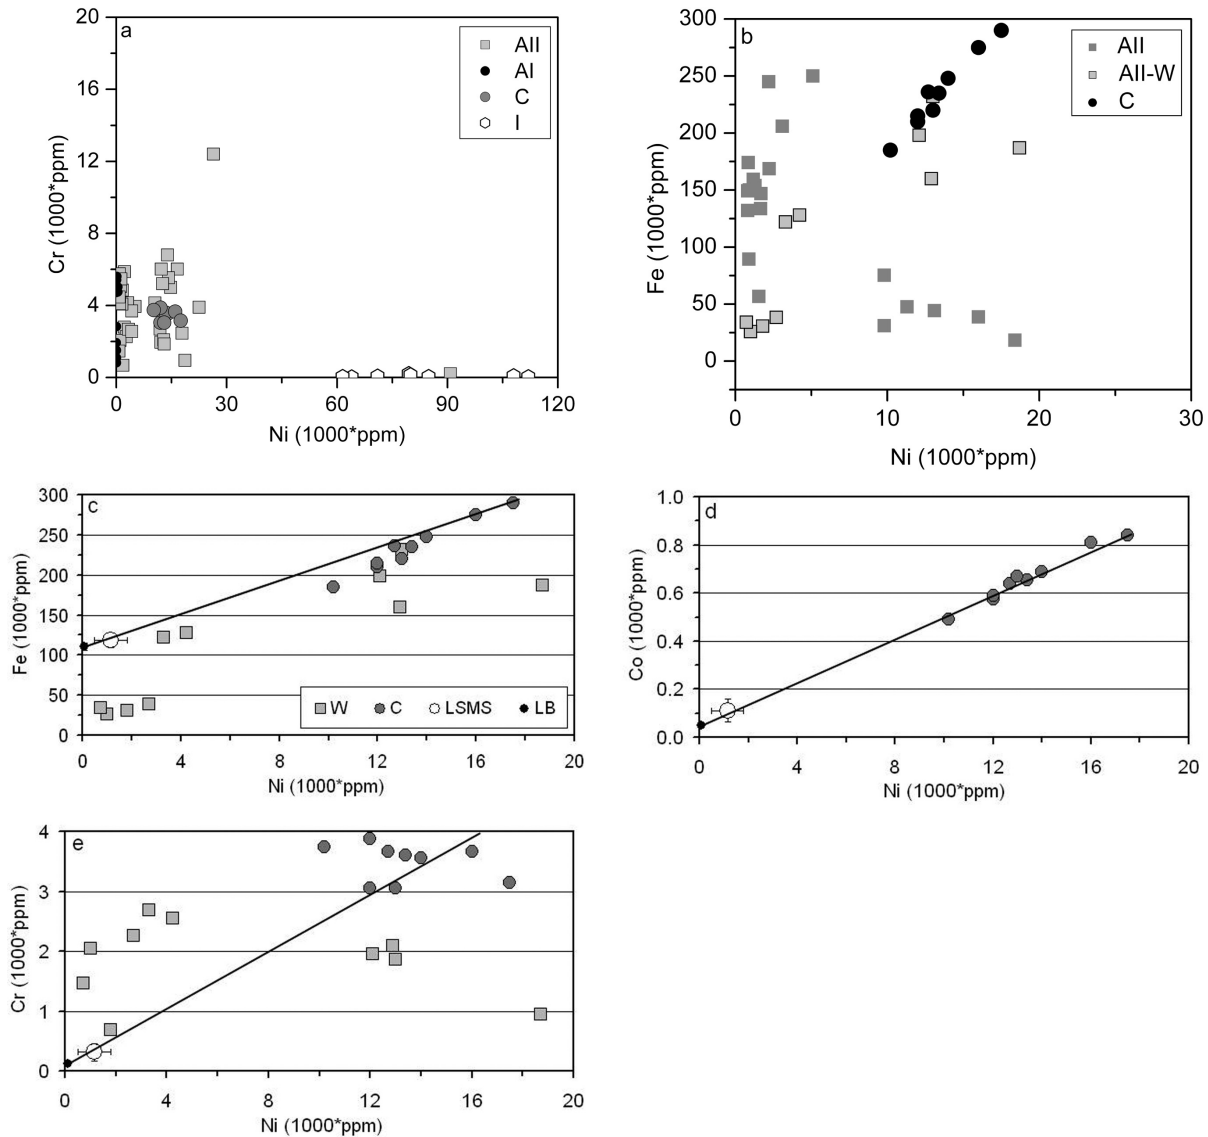 a
20
16
12
8
4
0
Cr (1000*ppm)
AII
AI
C
I
0 30 60 90 120
Ni (1000*ppm)
b
300
250
200
150
100
50
0
Fe (1000*ppm)
AII
AII-W
C
0 10 20 30
Ni (1000*ppm)
c
300
250
200
150
100
50
0
Fe (1000*ppm)
W C LSMS LB
0 4 8 12 16 20
Ni (1000*ppm)
d
1.0
0.8
0.6
0.4
0.2
0.0
Co (1000*ppm)
0 4 8 12 16 20
Ni (1000*ppm)
e
4
3
2
1
0
Cr (1000*ppm)
0 4 8 12 16 20
Ni (1000*ppm)